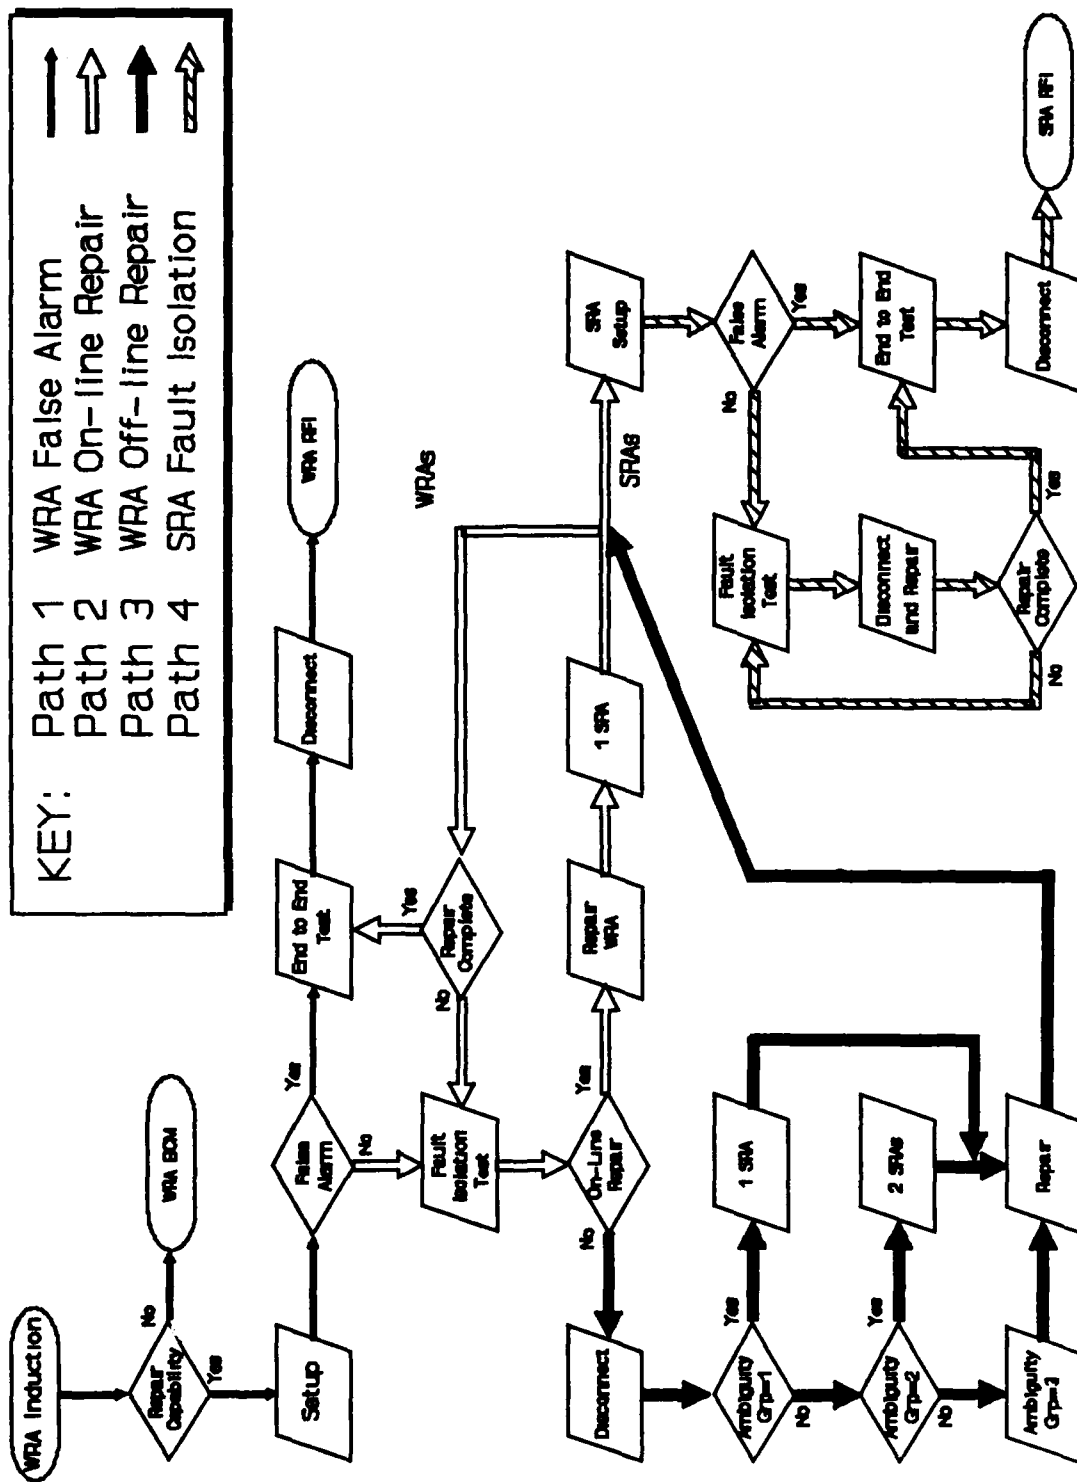 KEY:
Path 1 WRA False Alarm
Path 2 WRA On-line Repair
Path 3 WRA Off-line Repair
Path 4 SRA Fault Isolation
WRA Induction
Repair
Capability
No
WRA BCM
Yes
Setup
False
Alarm
Yes
End to End
Test
Disconnect
WRA RFI
No
Fault
Isolation
Test
No
Repair
Complete
Yes
WRAs
On-Line
Repair
Yes
Repair
WRA
1 SRA
SRAs
SRA
Setup
No
Disconnect
Ambiguity
Grp=1
Yes
1 SRA
No
Ambiguity
Grp=2
Yes
2 SRAs
No
Ambiguity
Grp=3
Repair
False
Alarm
No
Yes
Fault
Isolation
Test
Disconnect
and Repair
Repair
Complete
No
Yes
End to End
Test
Disconnect
SRA RFI